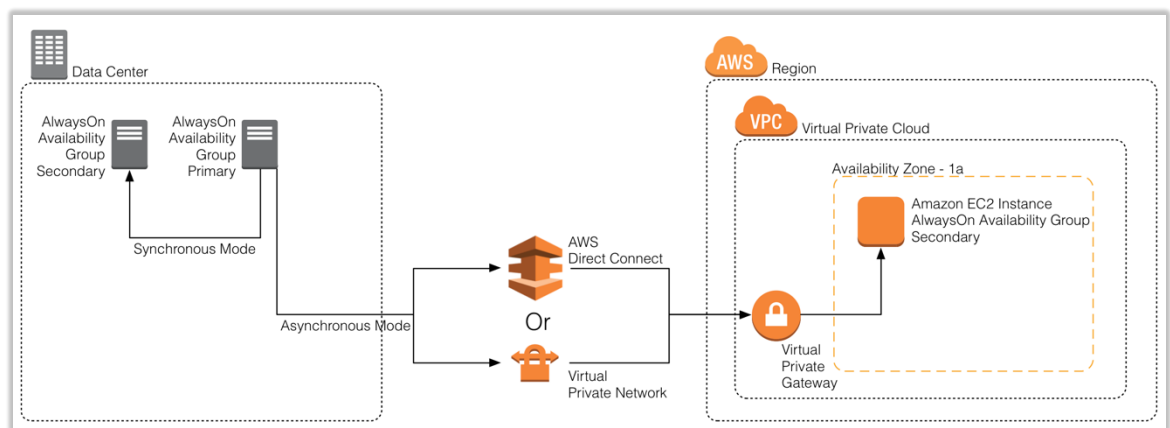 Data Center
AlwaysOn
Availability
Group
Secondary
AlwaysOn
Availability
Group
Primary
Synchronous Mode
Asynchronous Mode
AWS
Direct Connect
Or
Virtual
Private Network
AWS
Region
VPC
Virtual Private Cloud
Availability Zone - 1a
Amazon EC2 Instance
AlwaysOn Availability Group
Secondary
Virtual
Private
Gateway